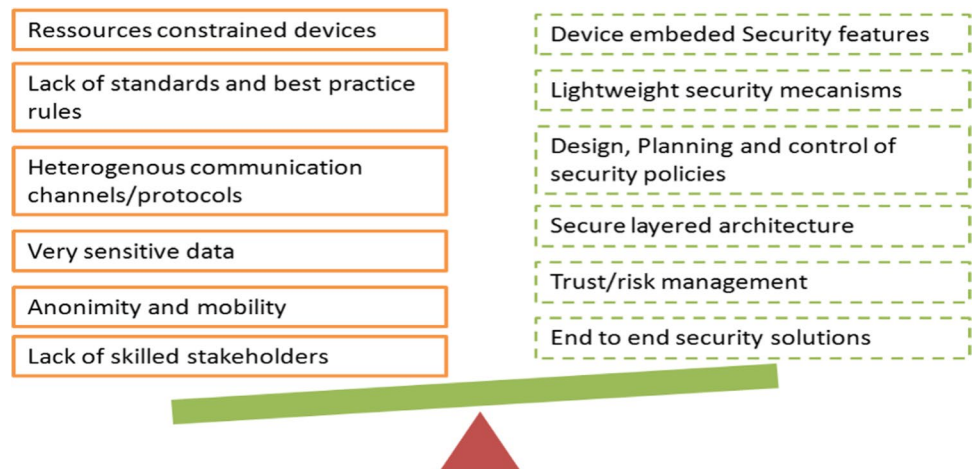 Ressources constrained devices
Lack of standards and best practice
rules
Heterogenous communication
channels/protocols
Very sensitive data
Anonimity and mobility
Lack of skilled stakeholders
Device embeded Security features
Lightweight security mecanisms
Design, Planning and control of
security policies
Secure layered architecture
Trust/risk management
End to end security solutions